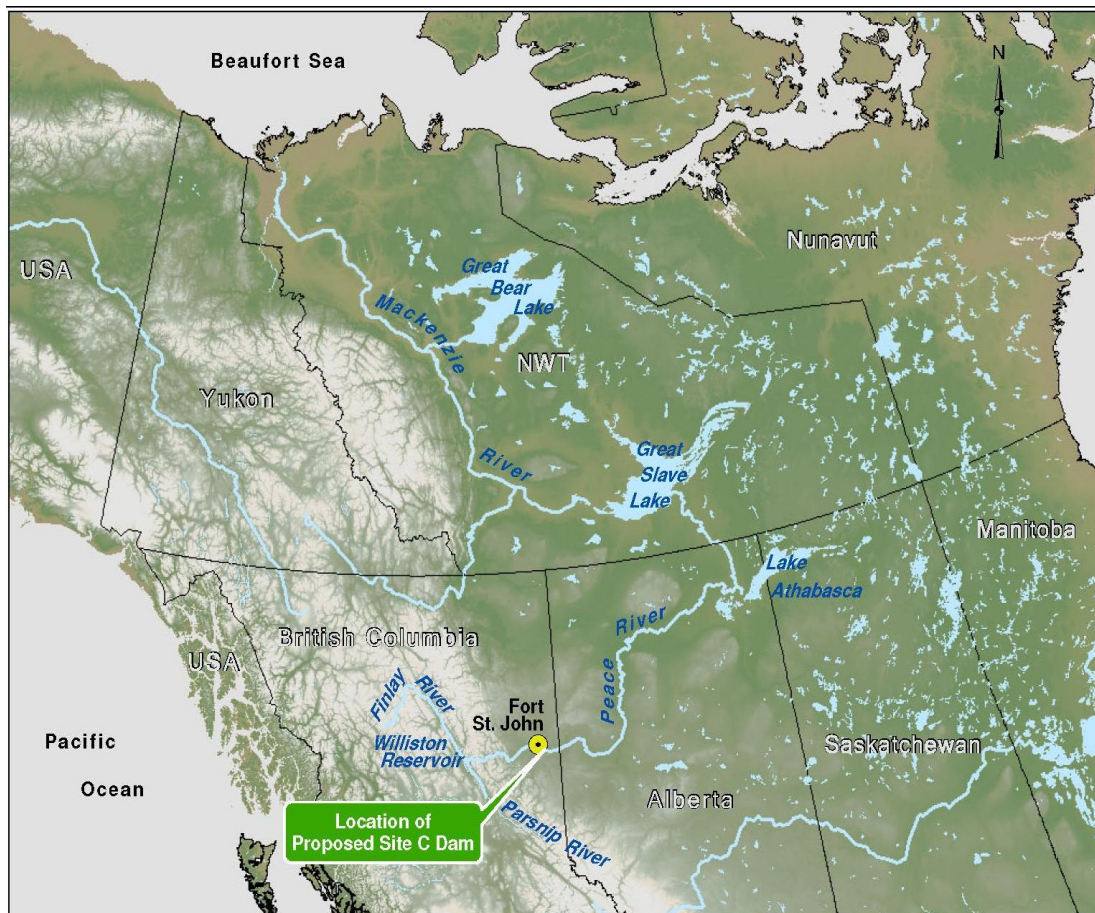 Beaufort Sea
N
Nunavut
USA
Great
Bear
Lake
Mackenzie
NWT
Yukon
River
Great
Slave
Lake
Manitoba
Lake
Athabasca
British Columbia
River
USA
Peace
Finlay
River
Fort
St. John
Williston
Reservoir
Pacific
Ocean
Saskatchewan
Alberta
Location of
Proposed Site C Dam
Parsnip River